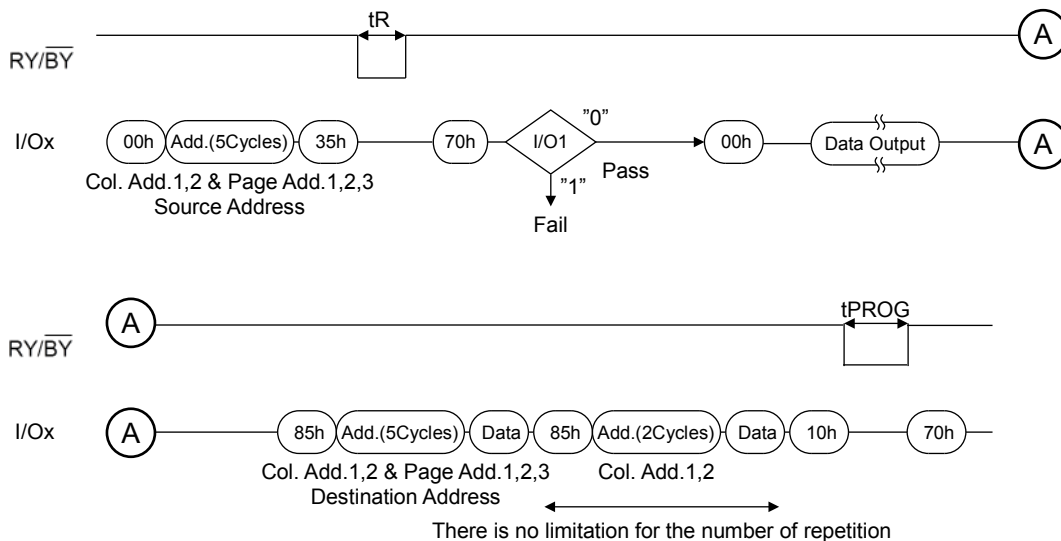 tR
RY/BY
A
I/Ox
00h Add.(5Cycles) 35h 70h I/O1 "0" 00h Data Output A
Pass
"1"
Col. Add.1,2 & Page Add.1,2,3
Source Address
Fail
A
tPROG
RY/BY
I/Ox
A 85h Add.(5Cycles) Data 85h Add.(2Cycles) Data 10h 70h
Col. Add.1,2 & Page Add.1,2,3 Col. Add.1,2
Destination Address
There is no limitation for the number of repetition